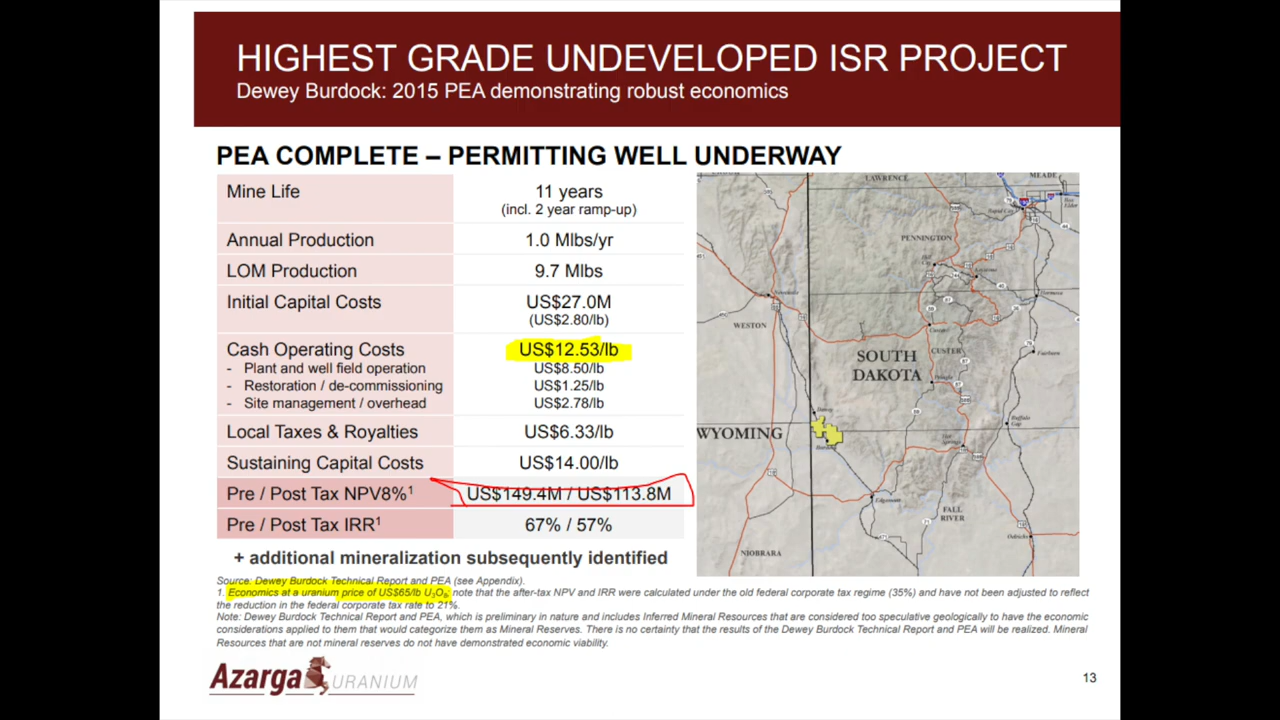 HIGHEST GRADE UNDEVELOPED ISR PROJECT
Dewey Burdock: 2015 PEA demonstrating robust economics
PEA COMPLETE – PERMITTING WELL UNDERWAY
Mine Life 11 years
(incl. 2 year ramp-up)
Annual Production 1.0 Mlbs/yr
LOM Production 9.7 Mlbs
Initial Capital Costs US$27.0M
(US$2.80/lb)
Cash Operating Costs US$12.53/lb
- Plant and well field operation US$8.50/lb
- Restoration / de-commissioning US$1.25/lb
- Site management / overhead US$2.78/lb
Local Taxes & Royalties US$6.33/lb
Sustaining Capital Costs US$14.00/lb
Pre / Post Tax NPV8%¹ US$149.4M / US$113.8M
Pre / Post Tax IRR¹ 67% / 57%
+ additional mineralization subsequently identified
LAWRENCE
MEADE
PENNINGTON
WESTON
CUSTER
SOUTH
DAKOTA
WYOMING
FALL
RIVER
NIOBRARA
Source: Dewey Burdock Technical Report and PEA (see Appendix).
1. Economics at a uranium price of US$65/lb U₃O₈; note that the after-tax NPV and IRR were calculated under the old federal corporate tax regime (35%) and have not been adjusted to reflect
the reduction in the federal corporate tax rate to 21%.
Note: Dewey Burdock Technical Report and PEA, which is preliminary in nature and includes Inferred Mineral Resources that are considered too speculative geologically to have the economic
considerations applied to them that would categorize them as Mineral Reserves. There is no certainty that the results of the Dewey Burdock Technical Report and PEA will be realized. Mineral
Resources that are not mineral reserves do not have demonstrated economic viability.
Azarga URANIUM
13